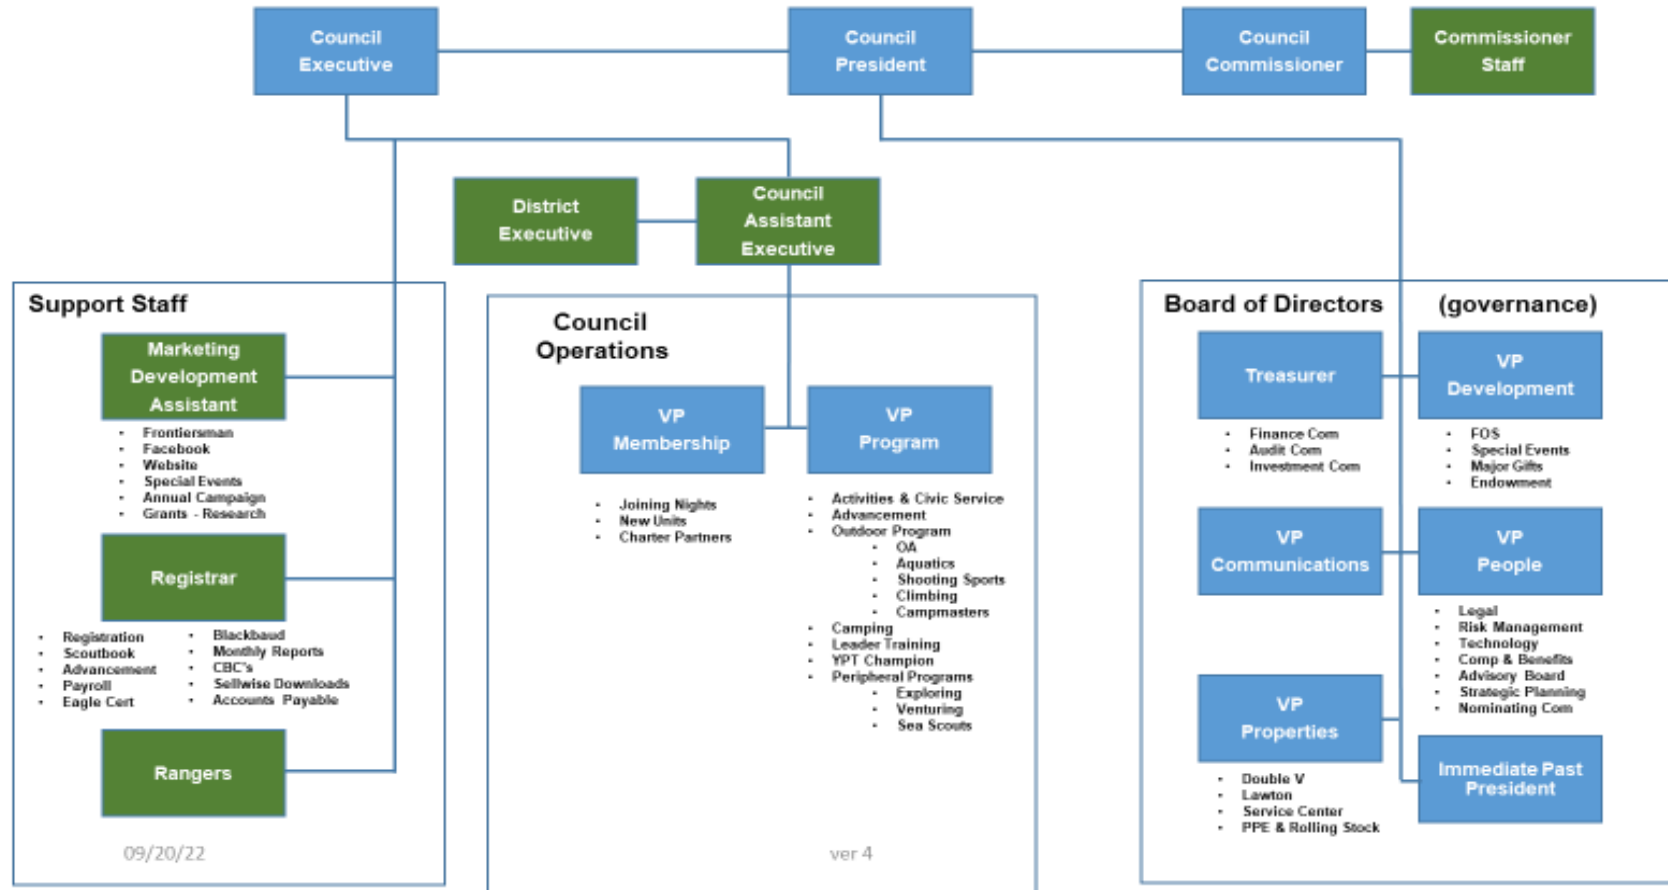 Council
Executive
Council
President
Council
Commissioner
Commissioner
Staff
District
Executive
Council
Assistant
Executive
Support Staff
Marketing
Development
Assistant
• Frontiersman
• Facebook
• Website
• Special Events
• Annual Campaign
• Grants - Research
Registrar
• Registration
• Scoutbook
• Advancement
• Payroll
• Eagle Cert
• Blackbaud
• Monthly Reports
• CBC's
• Sellwise Downloads
• Accounts Payable
Rangers
09/20/22
Council
Operations
VP
Membership
• Joining Nights
• New Units
• Charter Partners
VP
Program
• Activities & Civic Service
• Advancement
• Outdoor Program
• OA
• Aquatics
• Shooting Sports
• Climbing
• Campmasters
• Camping
• Leader Training
• YPT Champion
• Peripheral Programs
• Exploring
• Venturing
• Sea Scouts
ver 4
Board of Directors (governance)
Treasurer
• Finance Com
• Audit Com
• Investment Com
VP
Development
• FOS
• Special Events
• Major Gifts
• Endowment
VP
Communications
VP
People
• Legal
• Risk Management
• Technology
• Comp & Benefits
• Advisory Board
• Strategic Planning
• Nominating Com
VP
Properties
• Double V
• Lawton
• Service Center
• PPE & Rolling Stock
Immediate Past
President